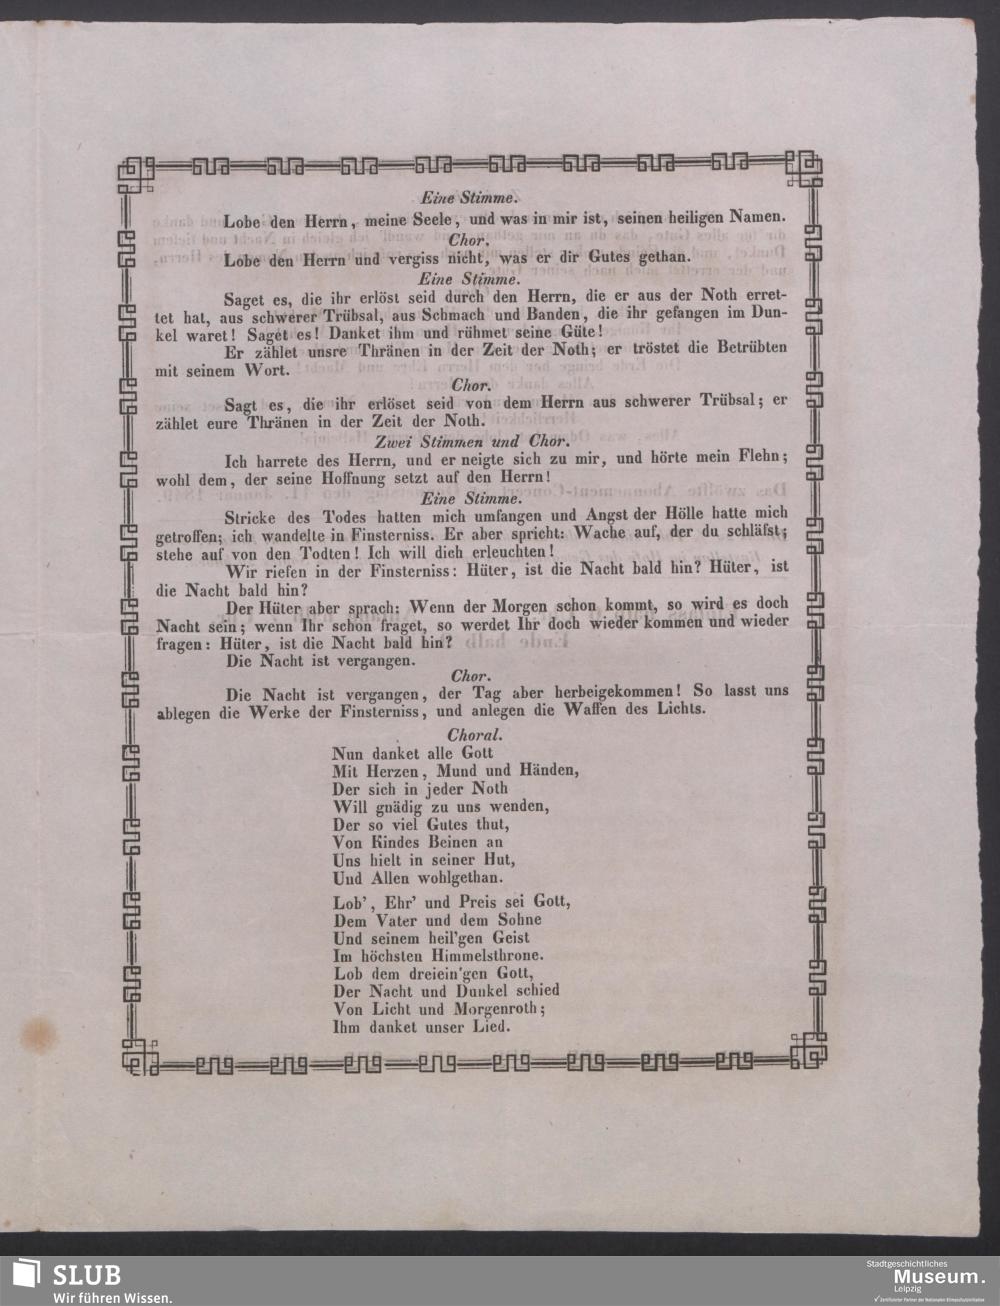 Eine Stimme.
Lobe den Herrn, meine Seele, und was in mir ist, seinen heiligen Namen.
Chor.
Lobe den Herrn und vergiss nicht, was er dir Gutes gethan.
Eine Stimme.
Saget es, die ihr erlöst seid durch den Herrn, die er aus der Noth erret-
tet hat, aus schwerer Trübsal, aus Schmach und Banden, die ihr gefangen im Dun-
kel waret! Saget es! Danket ihm und rühmet seine Güte!
Er zählet unsre Thränen in der Zeit der Noth; er tröstet die Betrübten
mit seinem Wort.
Chor.
Sagt es, die ihr erlöset seid von dem Herrn aus schwerer Trübsal; er
zählet eure Thränen in der Zeit der Noth.
Zwei Stimmen und Chor.
Ich harrete des Herrn, und er neigte sich zu mir, und hörte mein Flehn;
wohl dem, der seine Hoffnung setzt auf den Herrn!
Eine Stimme.
Stricke des Todes hatten mich umfangen und Angst der Hölle hatte mich
getroffen; ich wandelte in Finsterniss. Er aber spricht: Wache auf, der du schläfst;
stehe auf von den Todten! Ich will dich erleuchten!
Wir riefen in der Finsterniss: Hüter, ist die Nacht bald hin? Hüter, ist
die Nacht bald hin?
Der Hüter aber sprach: Wenn der Morgen schon kommt, so wird es doch
Nacht sein; wenn Ihr schon fraget, so werdet Ihr doch wieder kommen und wieder
fragen: Hüter, ist die Nacht bald hin?
Die Nacht ist vergangen.
Chor.
Die Nacht ist vergangen, der Tag aber herbeigekommen! So lasst uns
ablegen die Werke der Finsterniss, und anlegen die Waffen des Lichts.
Choral.
Nun danket alle Gott
Mit Herzen, Mund und Händen,
Der sich in jeder Noth
Will gnädig zu uns wenden,
Der so viel Gutes thut,
Von Kindes Beinen an
Uns hielt in seiner Hut,
Und Allen wohlgethan.
Lob', Ehr' und Preis sei Gott,
Dem Vater und dem Sohne
Und seinem heil'gen Geist
Im höchsten Himmelsthrone.
Lob dem dreiein'gen Gott,
Der Nacht und Dunkel schied
Von Licht und Morgenroth;
Ihm danket unser Lied.
SLUB
Wir führen Wissen.
Stadtgeschichtliches
Museum.
Leipzig
Zertifizierter Partner der Nationalen Klimaschutzinitiative